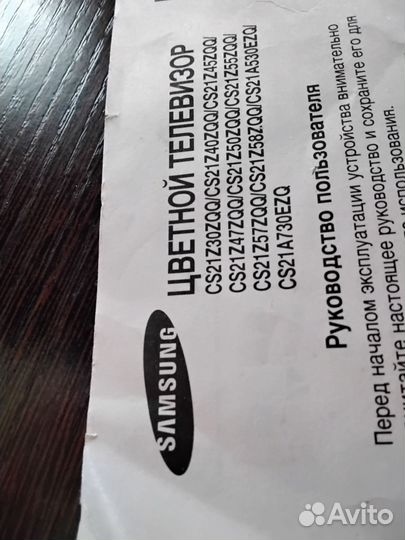 SAMSUNG
ЦВЕТНОЙ ТЕЛЕВИЗОР
CS21Z30ZQQ/CS21Z40ZQQ/CS21Z45ZQQ/
CS21Z47ZQQ/CS21Z50ZQQ/CS21Z55ZQQ/
CS21Z57ZQQ/CS21Z58ZQQ/CS21A530EZQ/
CS21A730EZQ
Руководство пользователя
Перед началом эксплуатации устройства внимательно
настоящее руководство и сохраните его для
использования.
Avito